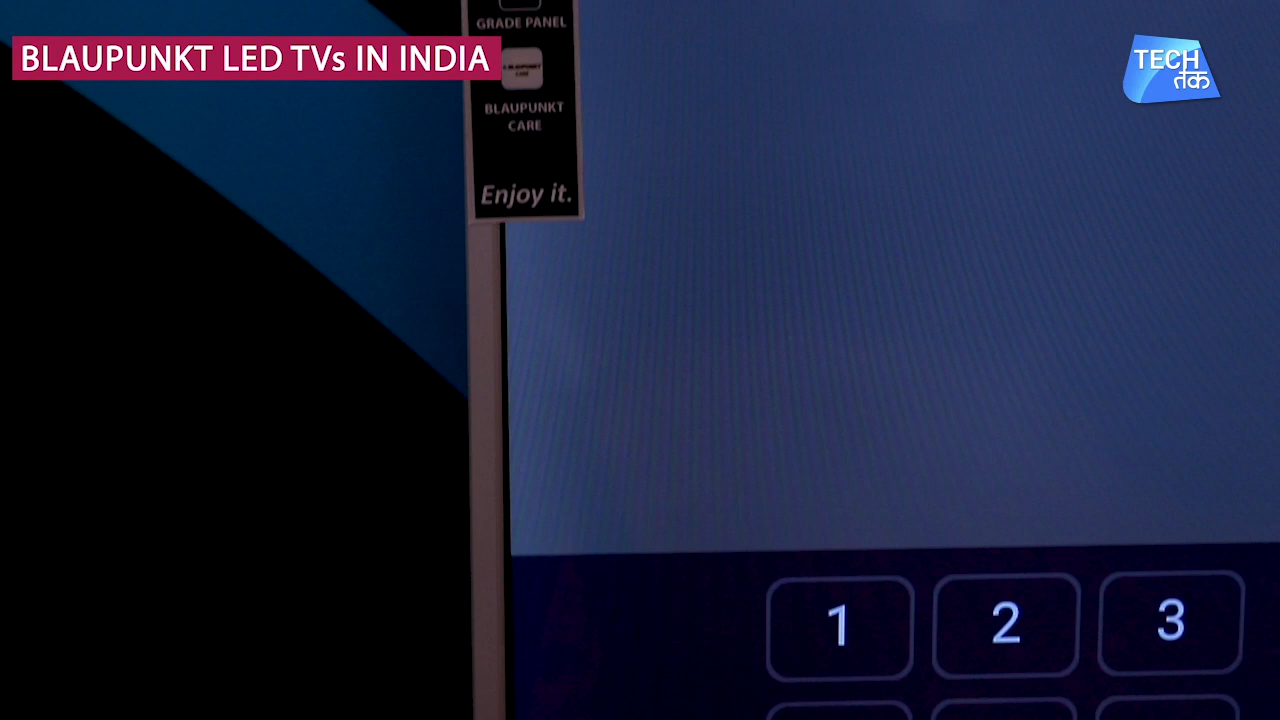 GRADE PANEL
BLAUPUNKT LED TVs IN INDIA
TECH
तक
BLAUPUNKT
CARE
Enjoy it.
1 2 3